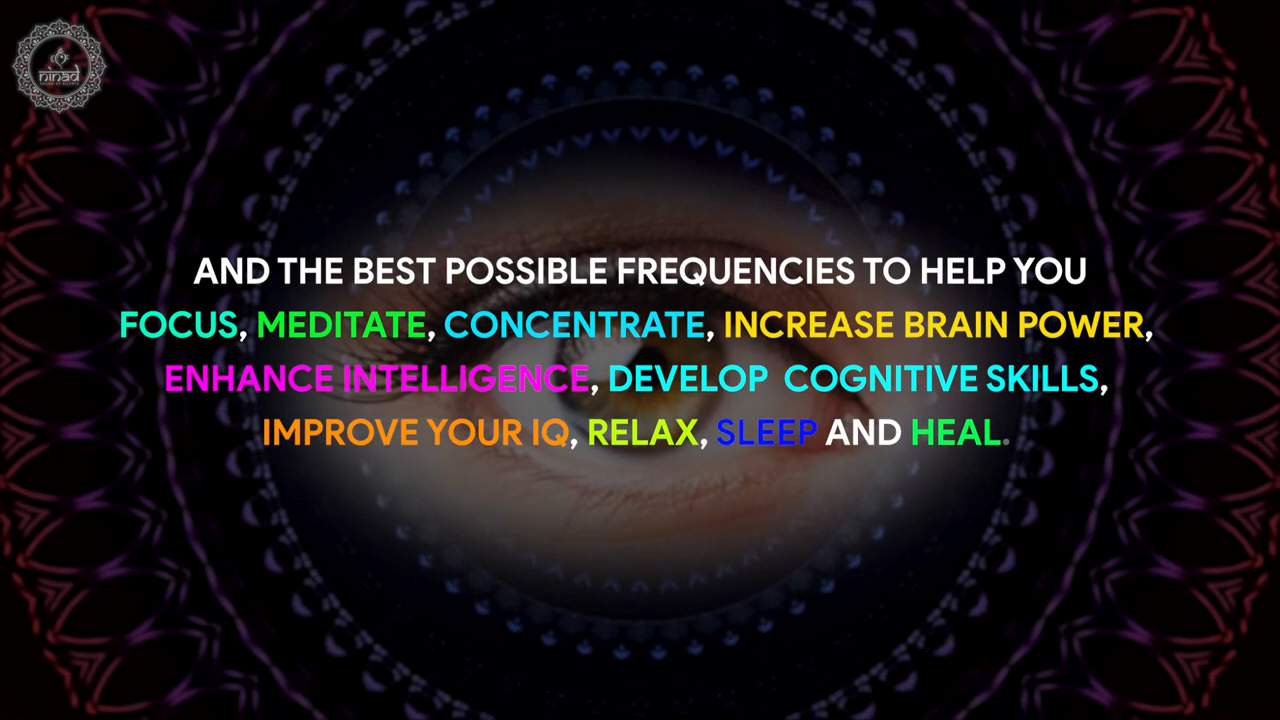 ninad
AND THE BEST POSSIBLE FREQUENCIES TO HELP YOU
FOCUS, MEDITATE, CONCENTRATE, INCREASE BRAIN POWER,
ENHANCE INTELLIGENCE, DEVELOP COGNITIVE SKILLS,
IMPROVE YOUR IQ, RELAX, SLEEP AND HEAL.